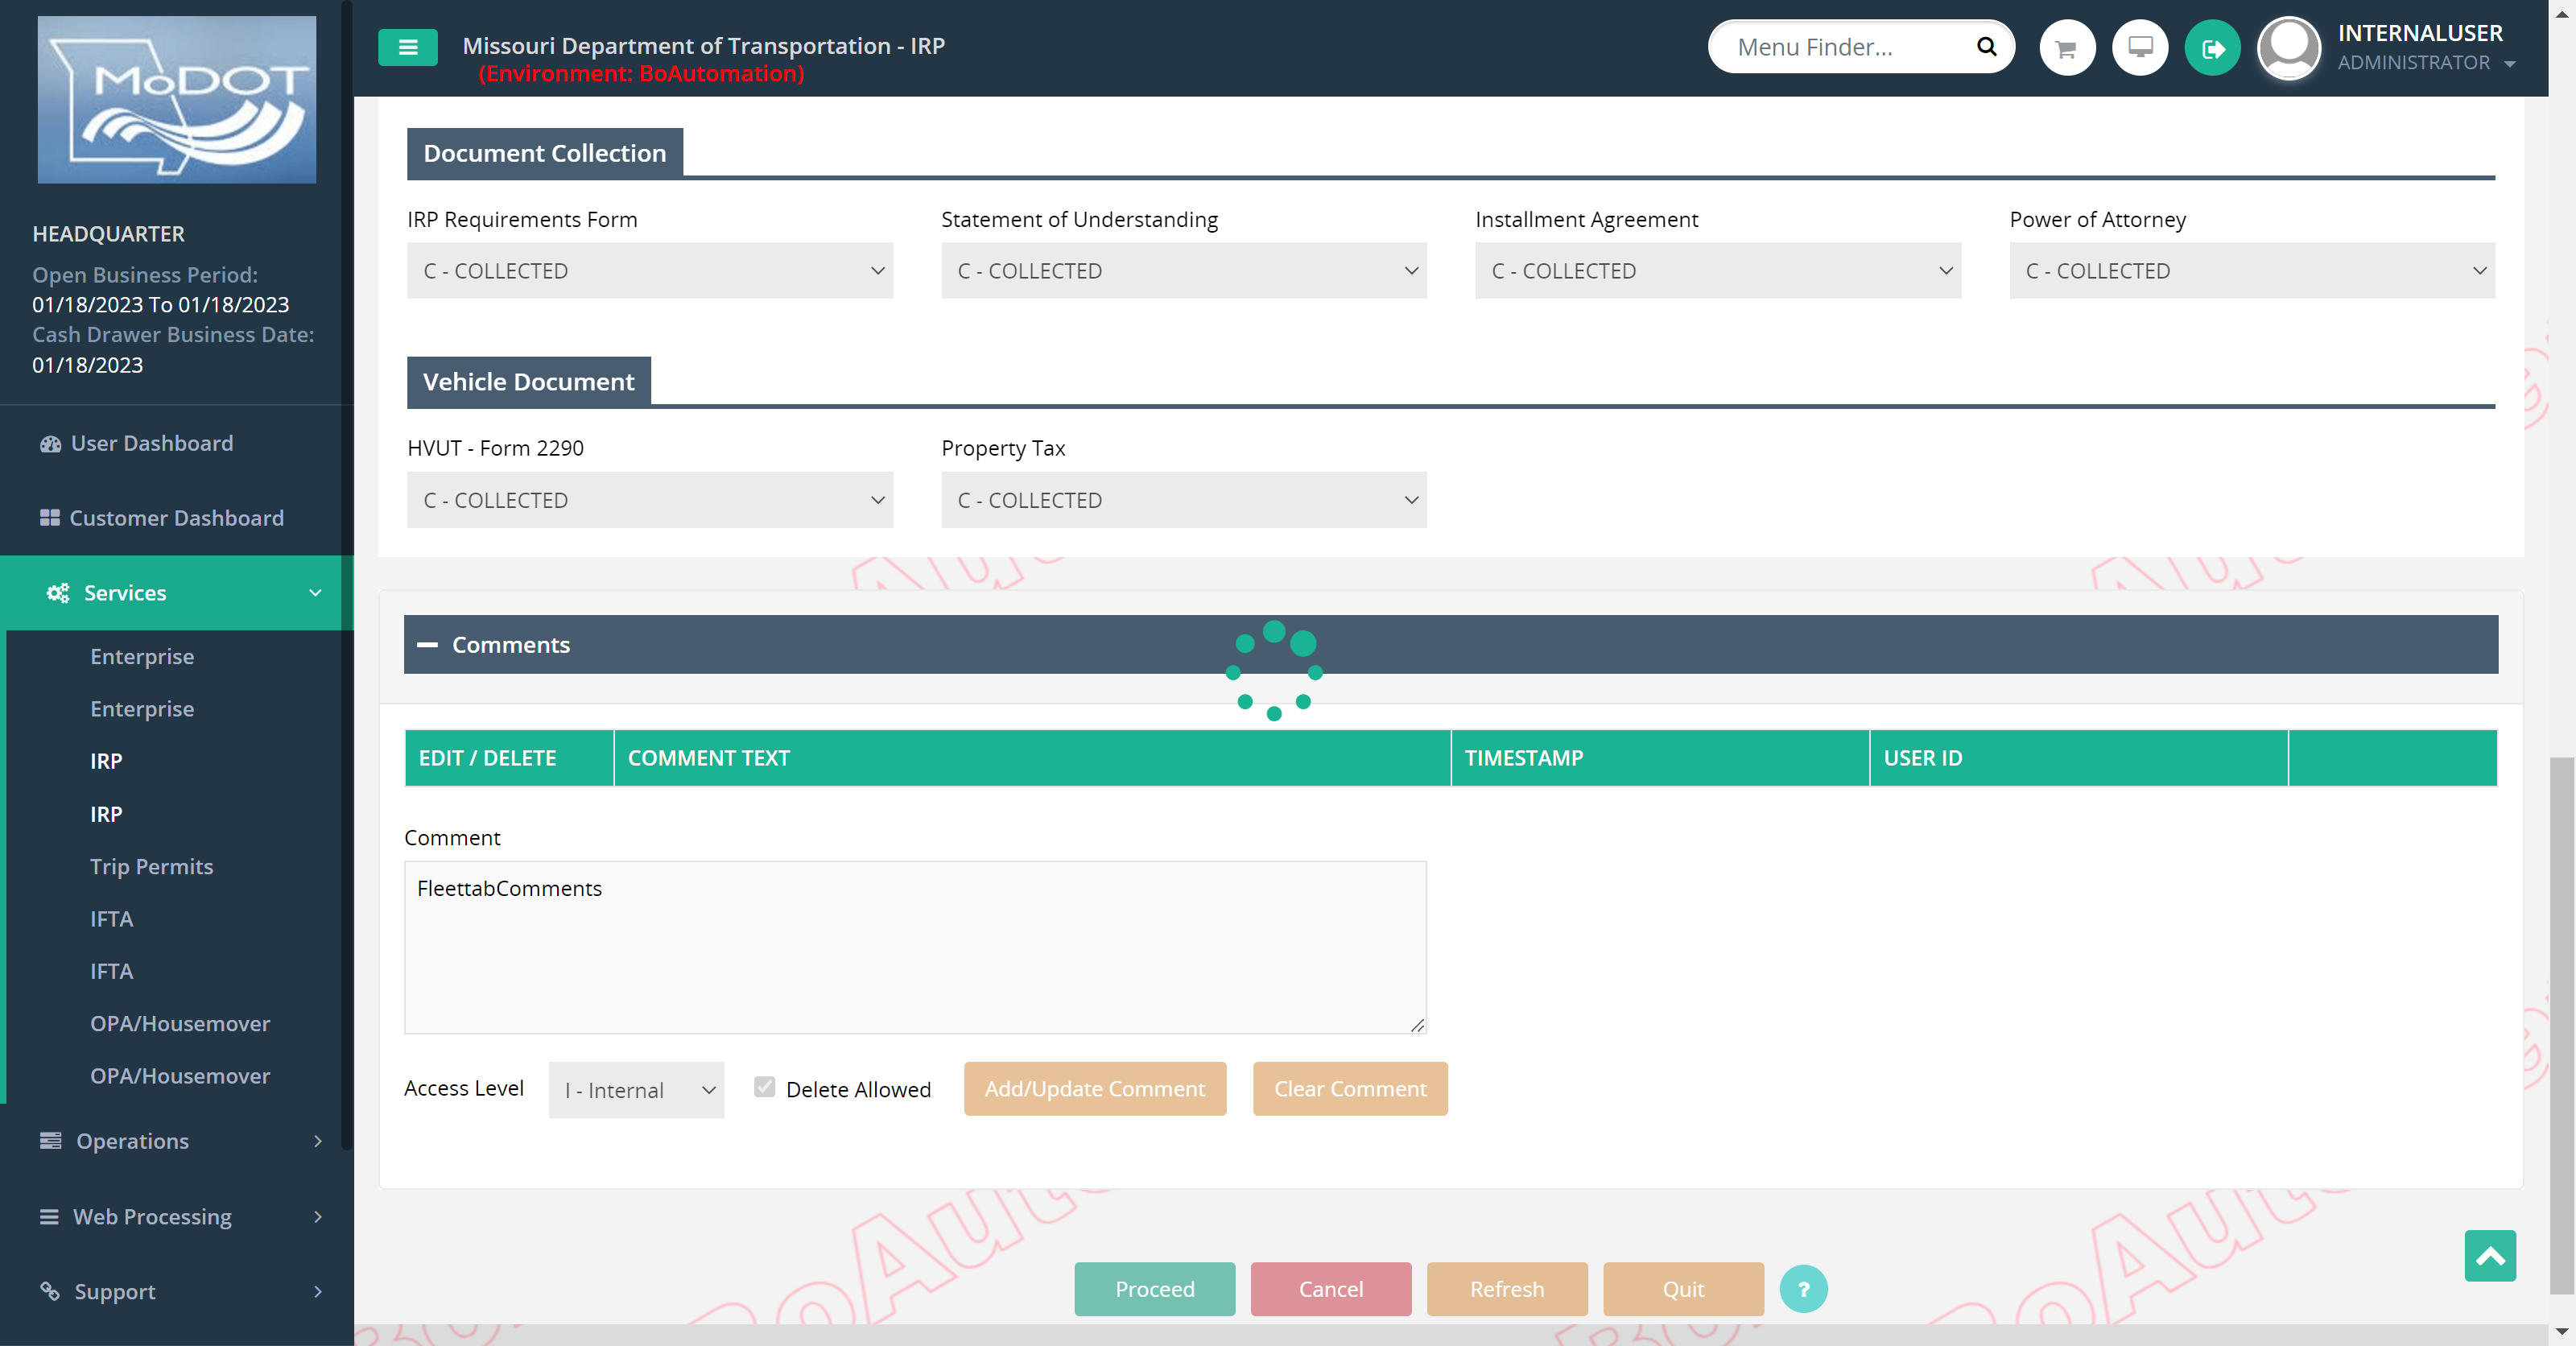 MoDOT
HEADQUARTER
Open Business Period:
01/18/2023 To 01/18/2023
Cash Drawer Business Date:
01/18/2023
User Dashboard
Customer Dashboard
Services
Enterprise
Enterprise
IRP
IRP
Trip Permits
IFTA
IFTA
OPA/Housemover
OPA/Housemover
Operations
Web Processing
Support
Missouri Department of Transportation - IRP
(Environment: BoAutomation)
Menu Finder...
INTERNALUSER
ADMINISTRATOR
Document Collection
IRP Requirements Form Statement of Understanding Installment Agreement Power of Attorney
C - COLLECTED C - COLLECTED C - COLLECTED C - COLLECTED
Vehicle Document
HVUT - Form 2290 Property Tax
C - COLLECTED C - COLLECTED
Comments
EDIT / DELETE COMMENT TEXT TIMESTAMP USER ID
Comment
FleettabComments
Access Level I - Internal Delete Allowed Add/Update Comment Clear Comment
Proceed Cancel Refresh Quit ?